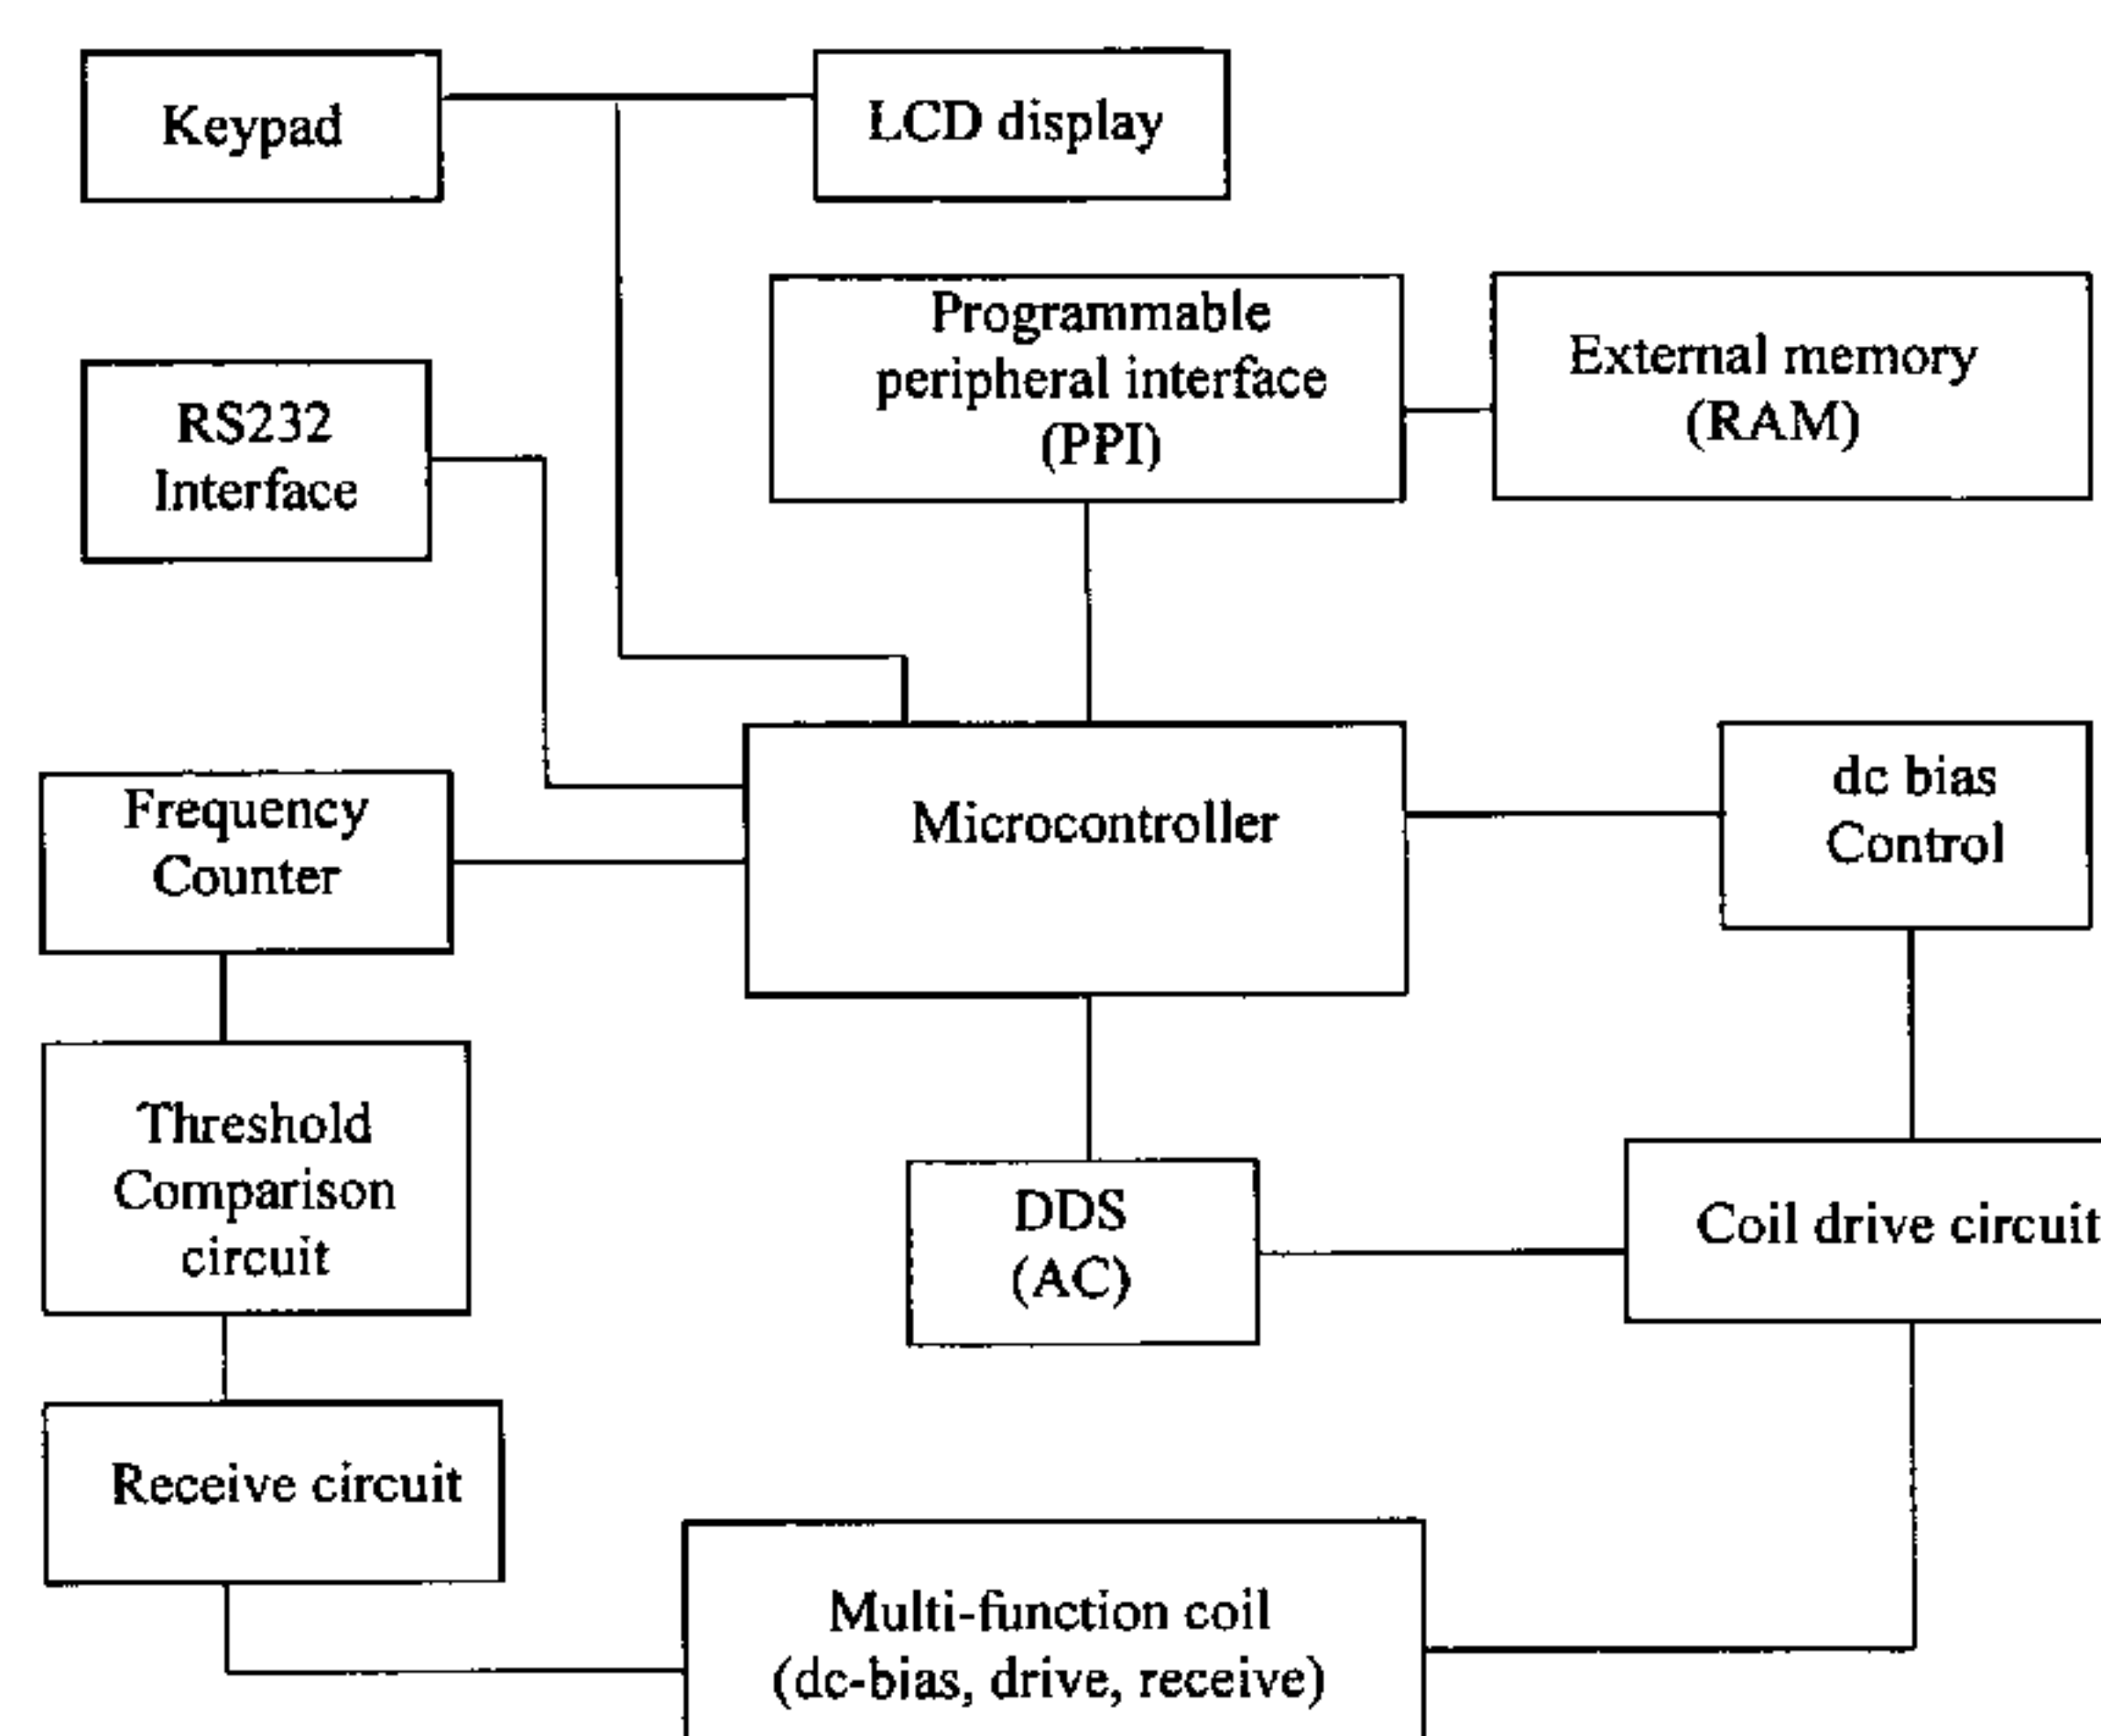 Keypad
LCD display
Programmable
peripheral interface
(PPI)
External memory
(RAM)
RS232
Interface
Frequency
Counter
Microcontroller
dc bias
Control
Threshold
Comparison
circuit
DDS
(AC)
Coil drive circuit
Receive circuit
Multi-function coil
(dc-bias, drive, receive)